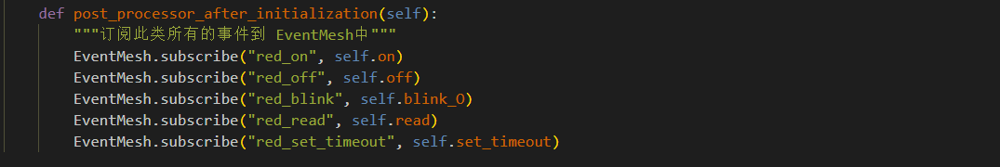 def post_processor_after_initialization(self):
"""订阅此类所有的事件到 EventMesh中"""
EventMesh.subscribe("red_on", self.on)
EventMesh.subscribe("red_off", self.off)
EventMesh.subscribe("red_blink", self.blink_O)
EventMesh.subscribe("red_read", self.read)
EventMesh.subscribe("red_set_timeout", self.set_timeout)